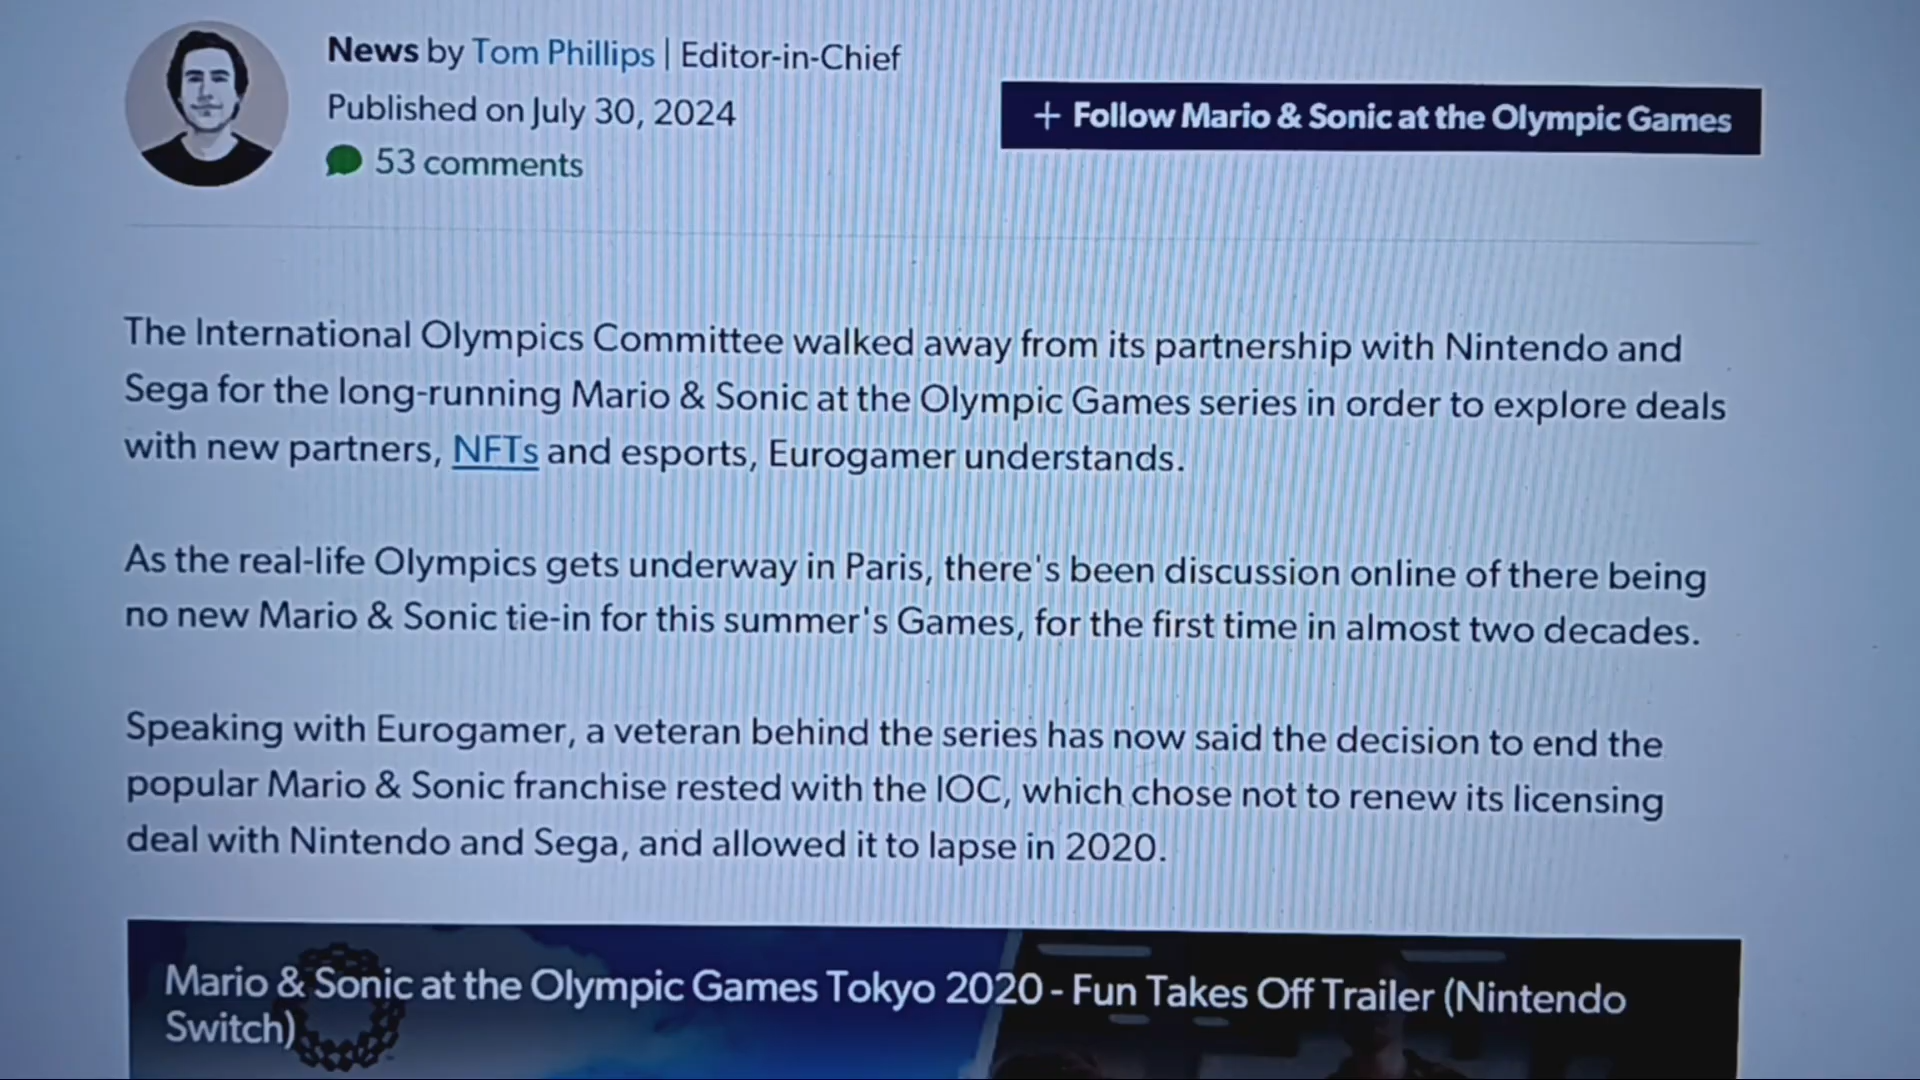 News by Tom Phillips | Editor-in-Chief
Published on July 30, 2024
53 comments
+ Follow Mario & Sonic at the Olympic Games
The International Olympics Committee walked away from its partnership with Nintendo and
Sega for the long-running Mario & Sonic at the Olympic Games series in order to explore deals
with new partners, NFTs and esports, Eurogamer understands.
As the real-life Olympics gets underway in Paris, there's been discussion online of there being
no new Mario & Sonic tie-in for this summer's Games, for the first time in almost two decades.
Speaking with Eurogamer, a veteran behind the series has now said the decision to end the
popular Mario & Sonic franchise rested with the IOC, which chose not to renew its licensing
deal with Nintendo and Sega, and allowed it to lapse in 2020.
Mario & Sonic at the Olympic Games Tokyo 2020 - Fun Takes Off Trailer (Nintendo
Switch)